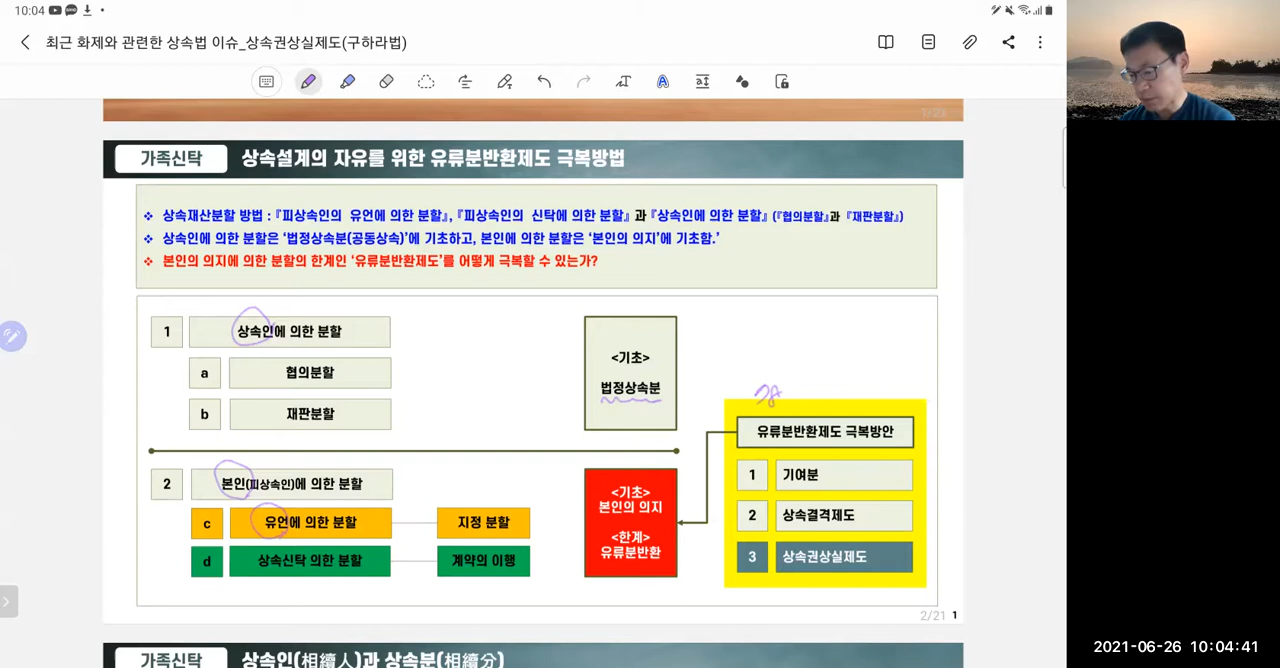 10:04
최근 화제와 관련한 상속법 이슈_상속권상실제도(구하라법)
1/21
가족신탁 상속설계의 자유를 위한 유류분반환제도 극복방법
❖ 상속재산분할 방법 : 『피상속인의 유언에 의한 분할』, 『피상속인의 신탁에 의한 분할』 과 『상속인에 의한 분할』 (『협의분할』과 『재판분할』)
❖ 상속인에 의한 분할은 ‘법정상속분(공동상속)’에 기초하고, 본인에 의한 분할은 ‘본인의 의지’에 기초함.’
❖ 본인의 의지에 의한 분할의 한계인 ‘유류분반환제도’를 어떻게 극복할 수 있는가?
1 상속인에 의한 분할
a 협의분할
b 재판분할
<기초>
법정상속분
2 본인(피상속인)에 의한 분할
c 유언에 의한 분할 지정 분할
d 상속신탁 의한 분할 계약의 이행
<기초>
본인의 의지
<한계>
유류분반환
유류분반환제도 극복방안
1 기여분
2 상속결격제도
3 상속권상실제도
2/21 1
가족신탁 상속인(相續人)과 상속분(相續分)
2021-06-26 10:04:41